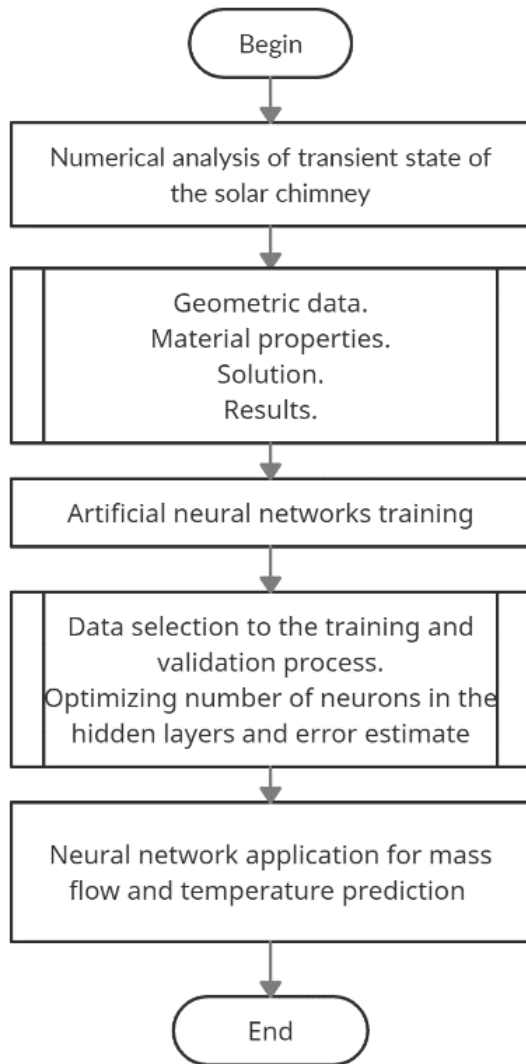 Begin
Numerical analysis of transient state of
the solar chimney
Geometric data.
Material properties.
Solution.
Results.
Artificial neural networks training
Data selection to the training and
validation process.
Optimizing number of neurons in the
hidden layers and error estimate
Neural network application for mass
flow and temperature prediction
End